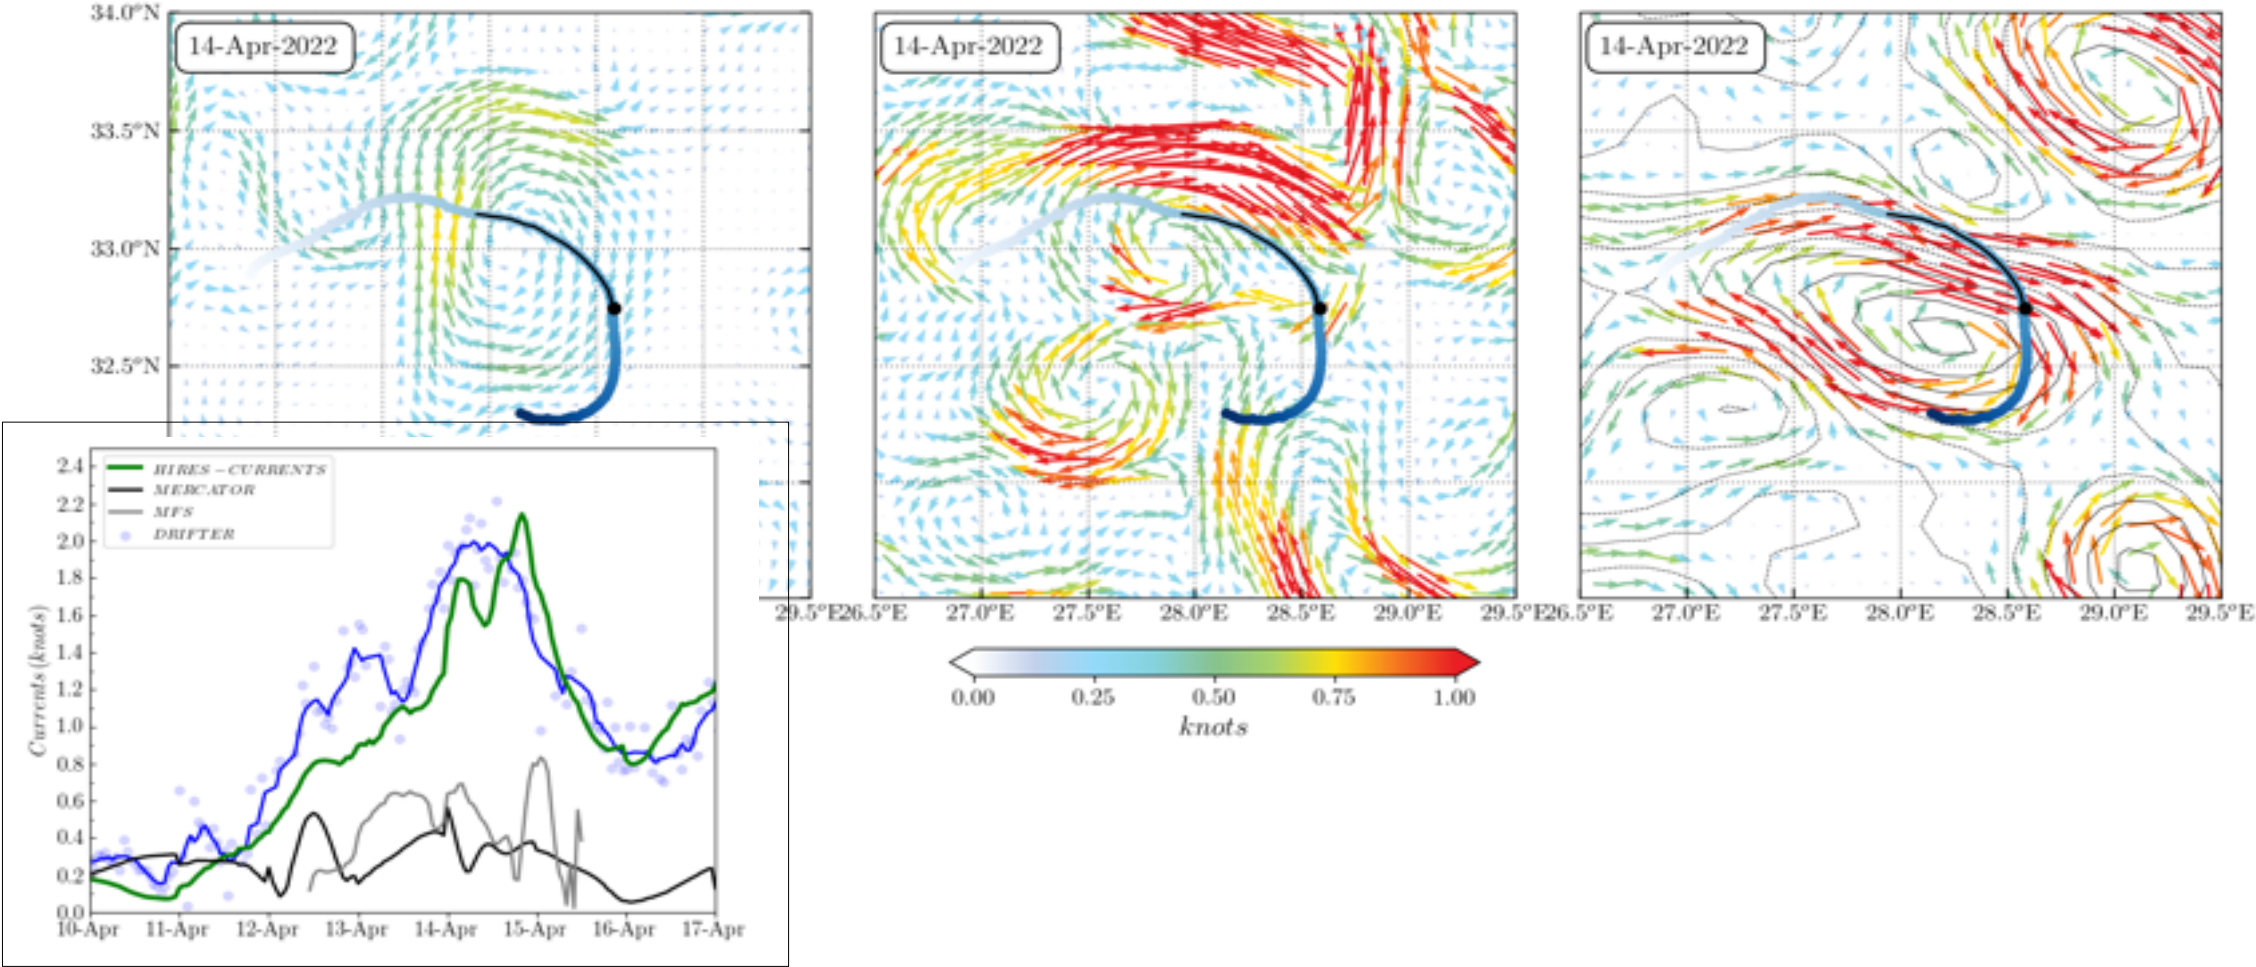 34.0°N
33.5°N
33.0°N
32.5°N
14-Apr-2022
14-Apr-2022
14-Apr-2022
29.5°E
26.5°E
27.0°E
27.5°E
28.0°E
28.5°E
29.0°E
29.5°E
26.5°E
27.0°E
27.5°E
28.0°E
28.5°E
29.0°E
29.5°E
0.00
0.25
0.50
0.75
1.00
knots
HIRES-CURRENTS
MERCATOR
MFS
DRIFTER
Currents(knots)
2.4
2.2
2.0
1.8
1.6
1.4
1.2
1.0
0.8
0.6
0.4
0.2
0.0
10-Apr
11-Apr
12-Apr
13-Apr
14-Apr
15-Apr
16-Apr
17-Apr